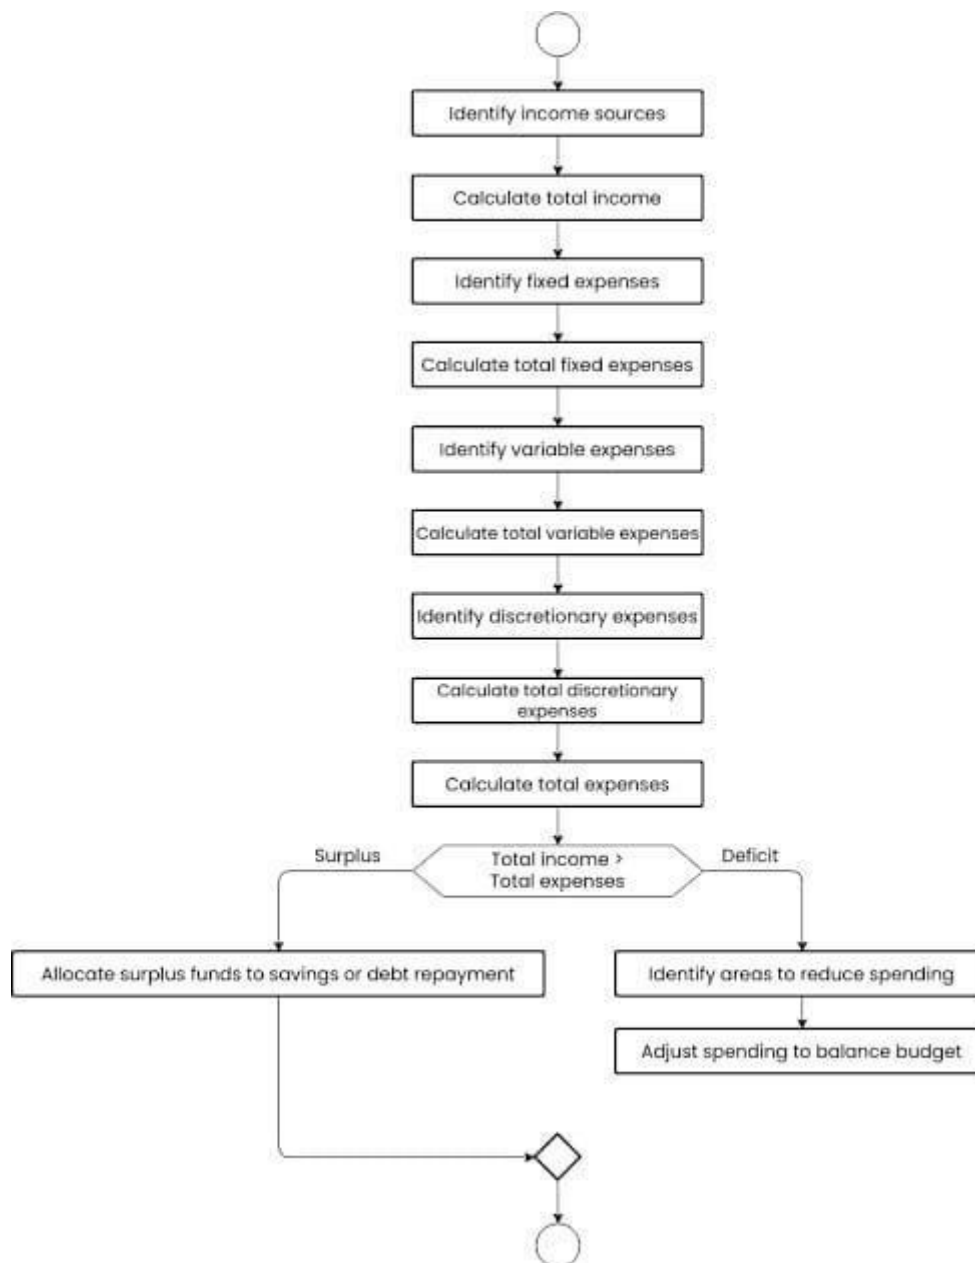 Identify income sources
Calculate total income
Identify fixed expenses
Calculate total fixed expenses
Identify variable expenses
Calculate total variable expenses
Identify discretionary expenses
Calculate total discretionary
expenses
Calculate total expenses
Surplus
Total income >
Total expenses
Deficit
Allocate surplus funds to savings or debt repayment
Identify areas to reduce spending
Adjust spending to balance budget